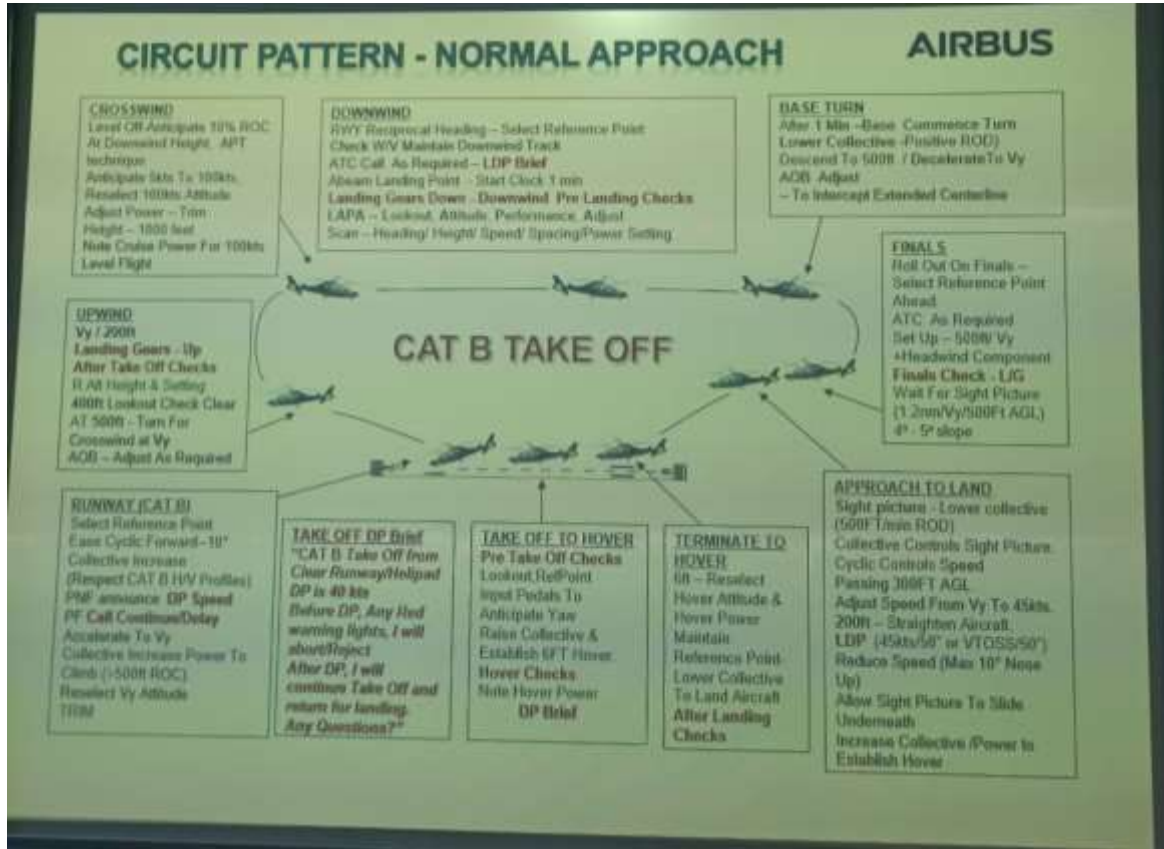 CIRCUIT PATTERN - NORMAL APPROACH
AIRBUS
CROSSWIND
Level Off Anticipate 10% ROC
At Downwind Height, APT
technique
Anticipate 5kts To 100kts,
Reselect 100kts Attitude
Adjust Power – Trim
Height – 1000 feet
Note Cruise Power For 100kts
Level Flight
DOWNWIND
RWY Reciprocal Heading – Select Reference Point
Check W/V Maintain Downwind Track
ATC Call As Required – LDP Brief
Abeam Landing Point - Start Clock 1 min
Landing Gears Down - Downwind Pre Landing Checks
LAPA – Lookout, Attitude, Performance, Adjust
Scan – Heading/ Height/ Speed/ Spacing/Power Setting
BASE TURN
After 1 Min –Base Commence Turn
Lower Collective -Positive ROD)
Descend To 500ft / DecelerateTo Vy
AOB Adjust
– To Intercept Extended Centerline
FINALS
Roll Out On Finals –
Select Reference Point
Ahead
ATC As Required
Set Up – 500ft/ Vy
+Headwind Component
Finals Check - L/G
Wait For Sight Picture
(1.2nm/Vy/500Ft AGL)
4º - 5º slope
UPWIND
Vy / 200ft
Landing Gears - Up
After Take Off Checks
R.Alt Height & Setting
400ft Lookout Check Clear
AT 500ft - Turn For
Crosswind at Vy
AOB – Adjust As Required
CAT B TAKE OFF
RUNWAY (CAT B)
Select Reference Point
Ease Cyclic Forward–10°
Collective Increase
(Respect CAT B H/V Profiles)
PNF announce DP Speed
PF Call Continue/Delay
Accelerate To Vy
Collective Increase Power To
Climb (>500ft ROC)
Reselect Vy Attitude
TRIM
TAKE OFF DP Brief
"CAT B Take Off from
Clear Runway/Helipad
DP is 40 kts
Before DP, Any Red
warning lights, I will
abort/Reject
After DP, I will
continue Take Off and
return for landing.
Any Questions?"
TAKE OFF TO HOVER
Pre Take Off Checks
Lookout,RefPoint
Input Pedals To
Anticipate Yaw
Raise Collective &
Establish 6FT Hover.
Hover Checks
Note Hover Power
DP Brief
TERMINATE TO
HOVER
6ft – Reselect
Hover Attitude &
Hover Power
Maintain
Reference Point-
Lower Collective
To Land Aircraft
After Landing
Checks
APPROACH TO LAND
Sight picture - Lower collective
(500FT/min ROD)
Collective Controls Sight Picture.
Cyclic Controls Speed
Passing 300FT AGL
Adjust Speed From Vy To 45kts.
200ft – Straighten Aircraft.
LDP (45kts/50" or VTOSS/50")
Reduce Speed (Max 10° Nose
Up)
Allow Sight Picture To Slide
Underneath
Increase Collective /Power to
Establish Hover